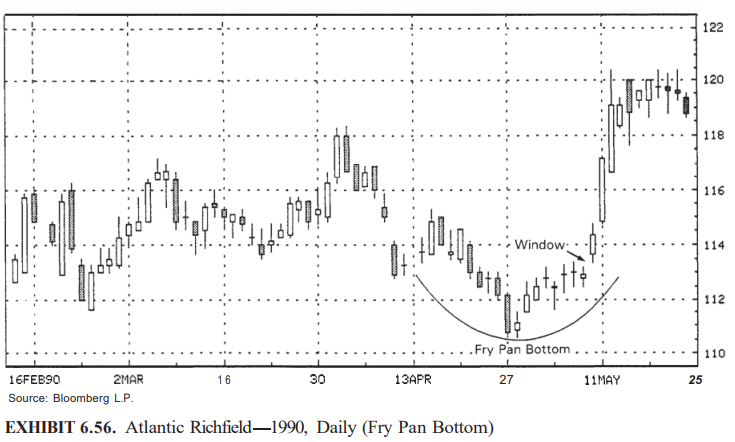 122
120
118
116
114
112
110
Window
Fry Pan Bottom
16FEB90 2MAR 16 30 13APR 27 11MAY 25
Source: Bloomberg L.P.
EXHIBIT 6.56. Atlantic Richfield—1990, Daily (Fry Pan Bottom)